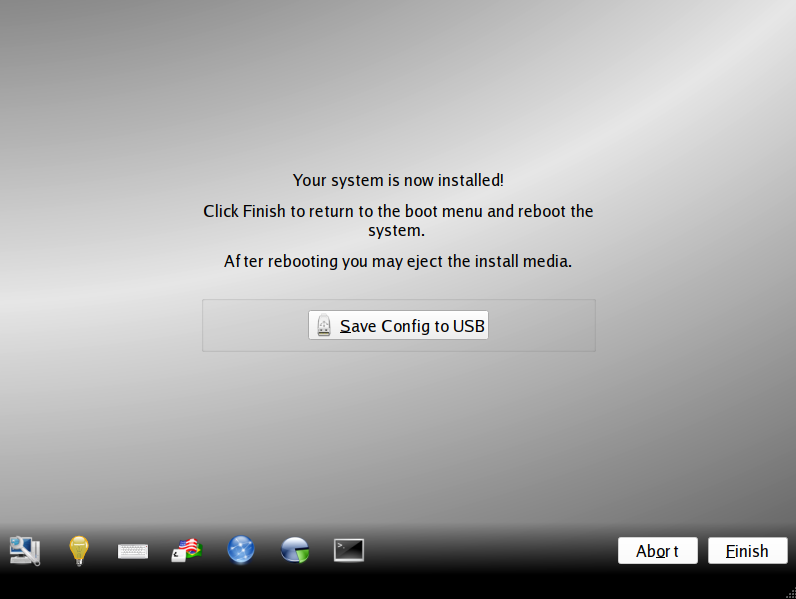 Your system is now installed!
Click Finish to return to the boot menu and reboot the
system.
After rebooting you may eject the install media.
Save Config to USB
Abort
Finish